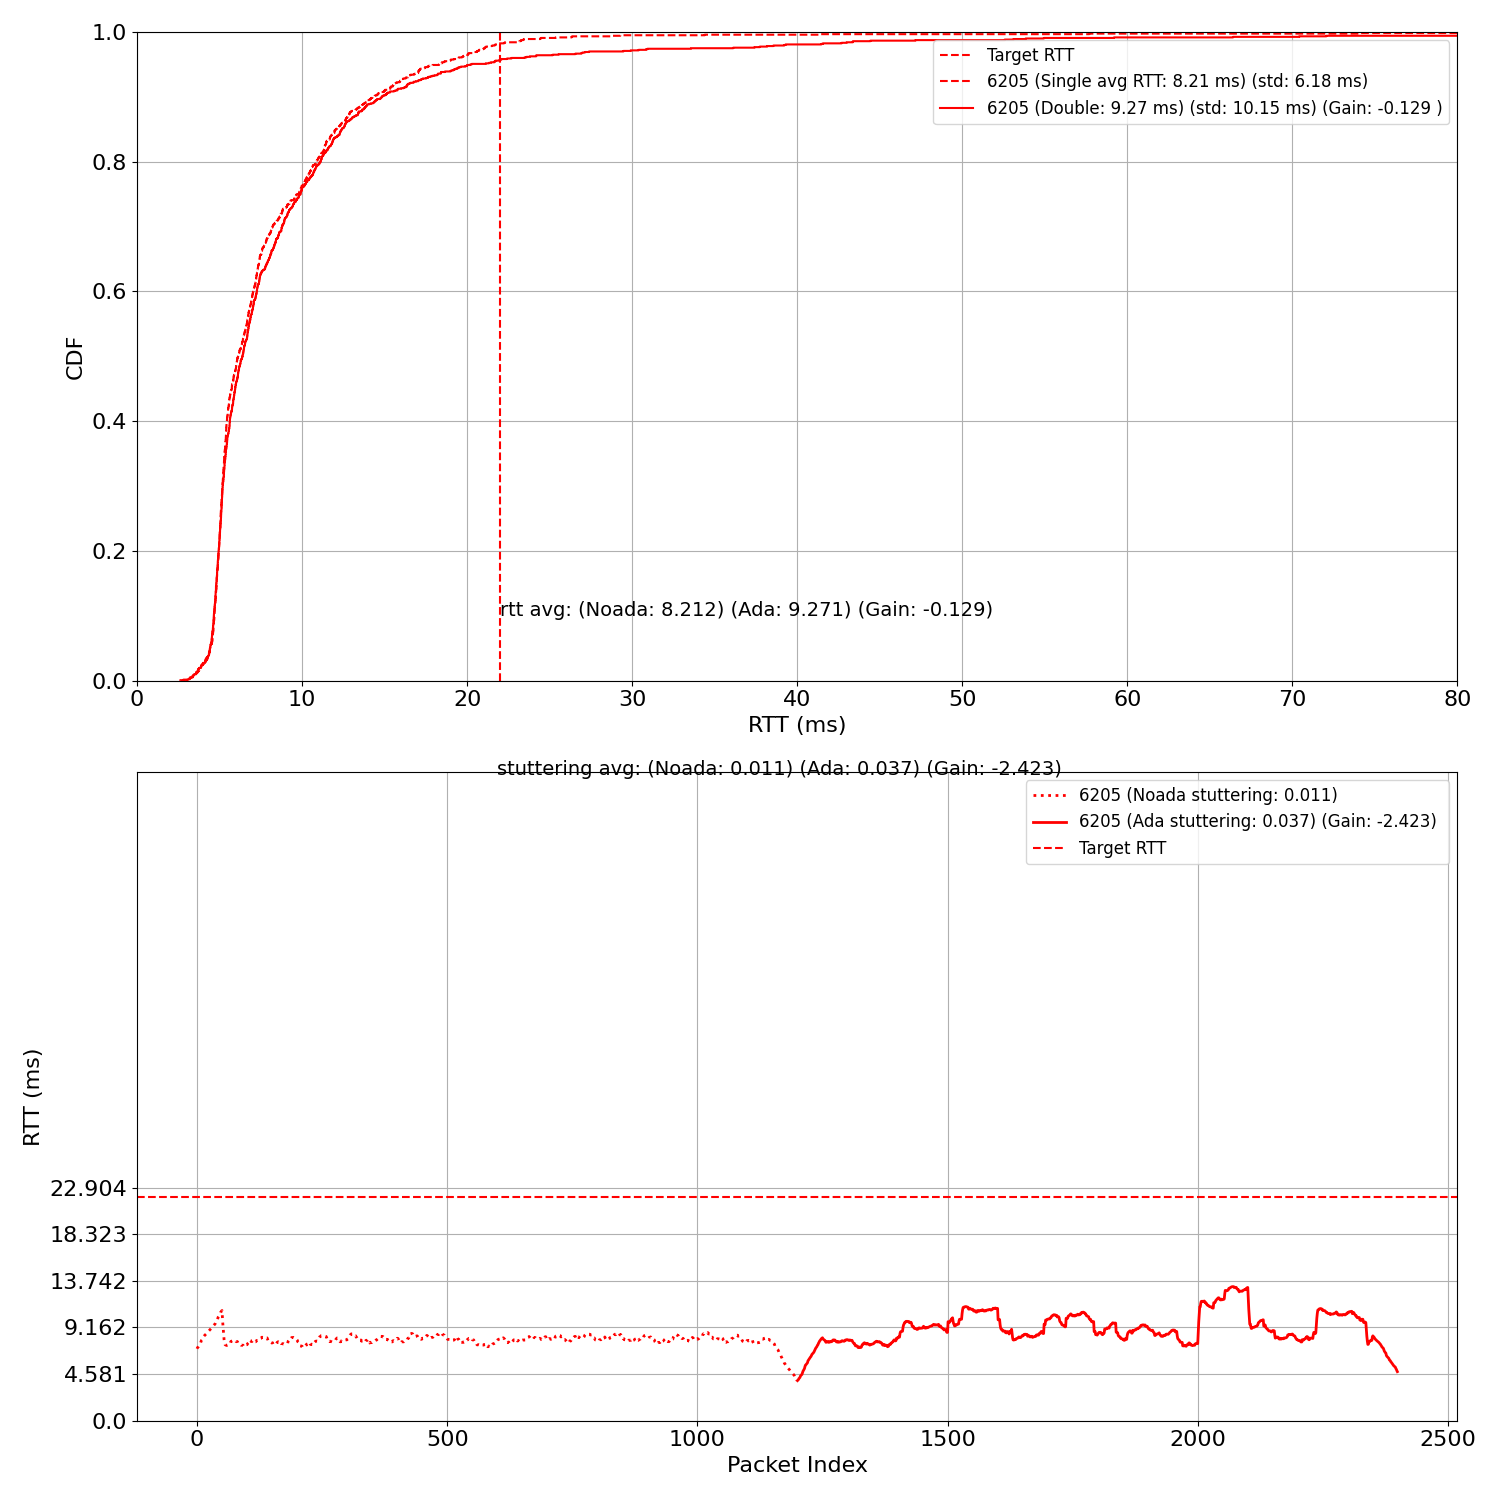 1.0
0.8
0.6
0.4
0.2
0.0
CDF
Target RTT
6205 (Single avg RTT: 8.21 ms) (std: 6.18 ms)
6205 (Double: 9.27 ms) (std: 10.15 ms) (Gain: -0.129 )
rtt avg: (Noada: 8.212) (Ada: 9.271) (Gain: -0.129)
0 10 20 30 40 50 60 70 80
RTT (ms)
stuttering avg: (Noada: 0.011) (Ada: 0.037) (Gain: -2.423)
6205 (Noada stuttering: 0.011)
6205 (Ada stuttering: 0.037) (Gain: -2.423)
Target RTT
RTT (ms)
22.904
18.323
13.742
9.162
4.581
0.0
0 500 1000 1500 2000 2500
Packet Index